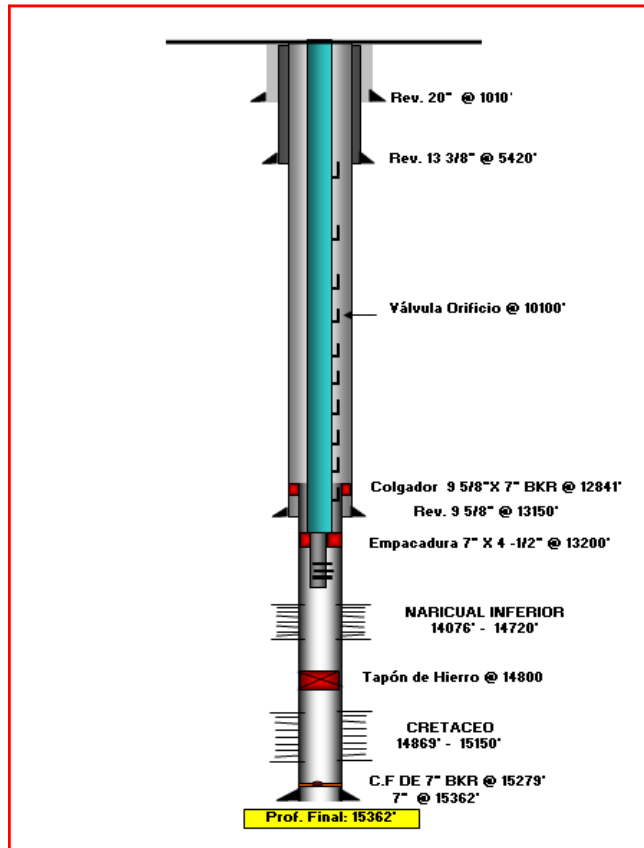 Rev. 20" @ 1010'
Rev. 13 3/8" @ 5420'
Válvula Orificio @ 10100'
Colgador 9 5/8"X 7" BKR @ 12841'
Rev. 9 5/8" @ 13150'
Empacadura 7" X 4 -1/2" @ 13200'
NARICUAL INFERIOR
14076' - 14720'
Tapón de Hierro @ 14800
CRETACEO
14869' - 15150'
C.F DE 7" BKR @ 15279'
7" @ 15362'
Prof. Final: 15362'